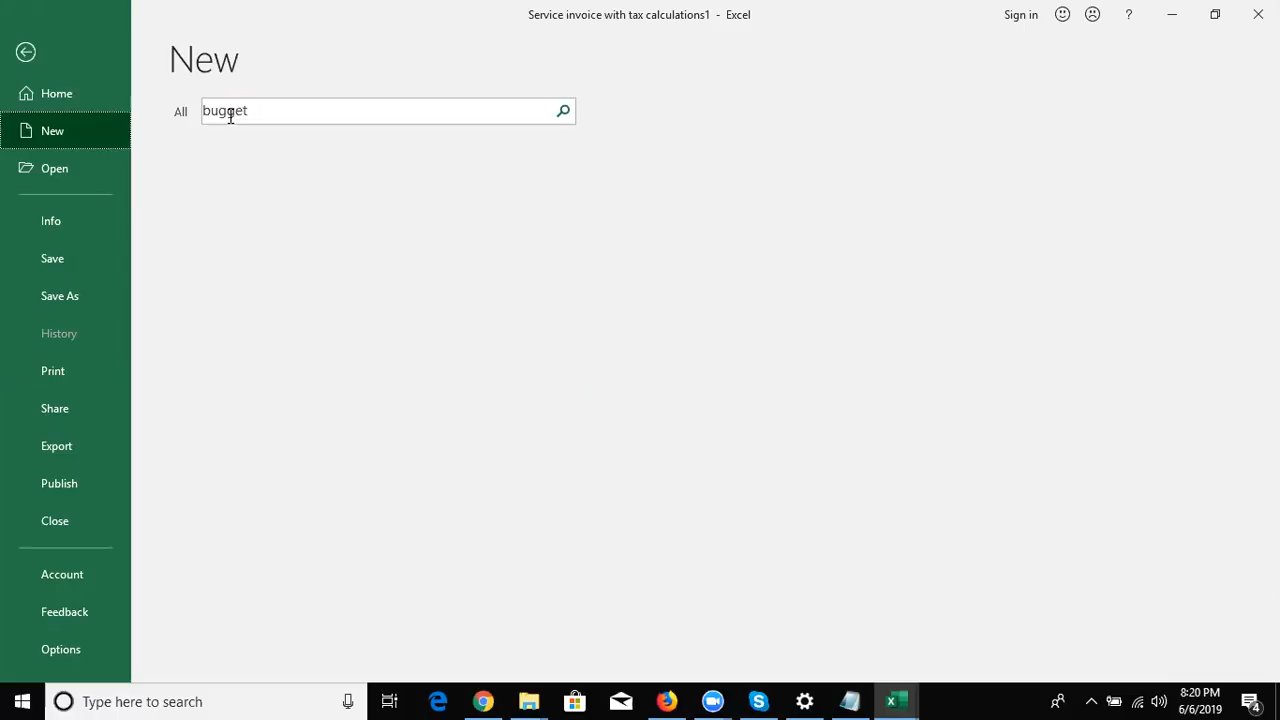 Service invoice with tax calculations1 - Excel
Sign in
?
New
Home
All
bugget
New
Open
Info
Save
Save As
History
Print
Share
Export
Publish
Close
Account
Feedback
Options
Type here to search
8:20 PM
6/6/2019
4